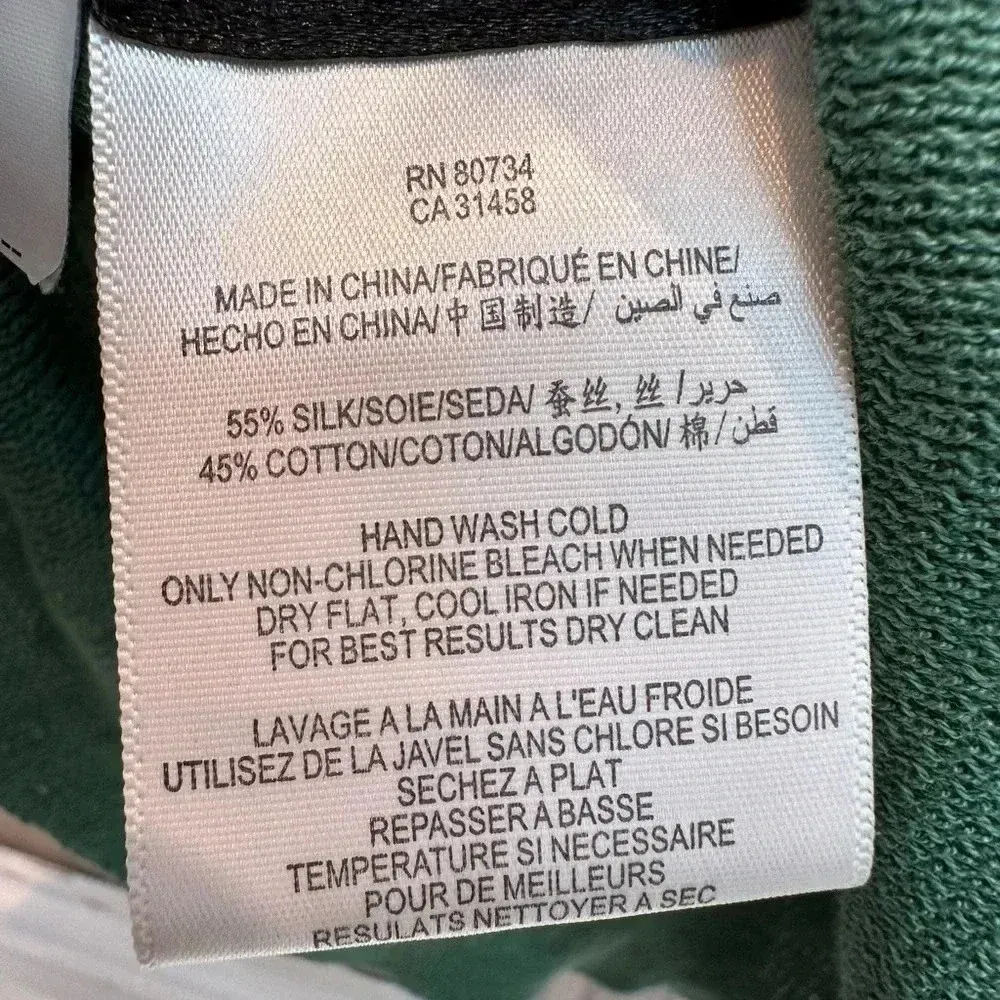 RN 80734
CA 31458
MADE IN CHINA/FABRIQUÉ EN CHINE/
HECHO EN CHINA/中国制造/ صنع في الصين
55% SILK/SOIE/SEDA/ 蚕丝, 丝 / حرير
45% COTTON/COTON/ALGODÓN/ 棉/ قطن
HAND WASH COLD
ONLY NON-CHLORINE BLEACH WHEN NEEDED
DRY FLAT, COOL IRON IF NEEDED
FOR BEST RESULTS DRY CLEAN
LAVAGE A LA MAIN A L'EAU FROIDE
UTILISEZ DE LA JAVEL SANS CHLORE SI BESOIN
SECHEZ A PLAT
REPASSER A BASSE
TEMPERATURE SI NECESSAIRE
POUR DE MEILLEURS
RESULATS NETTOYER A SEC